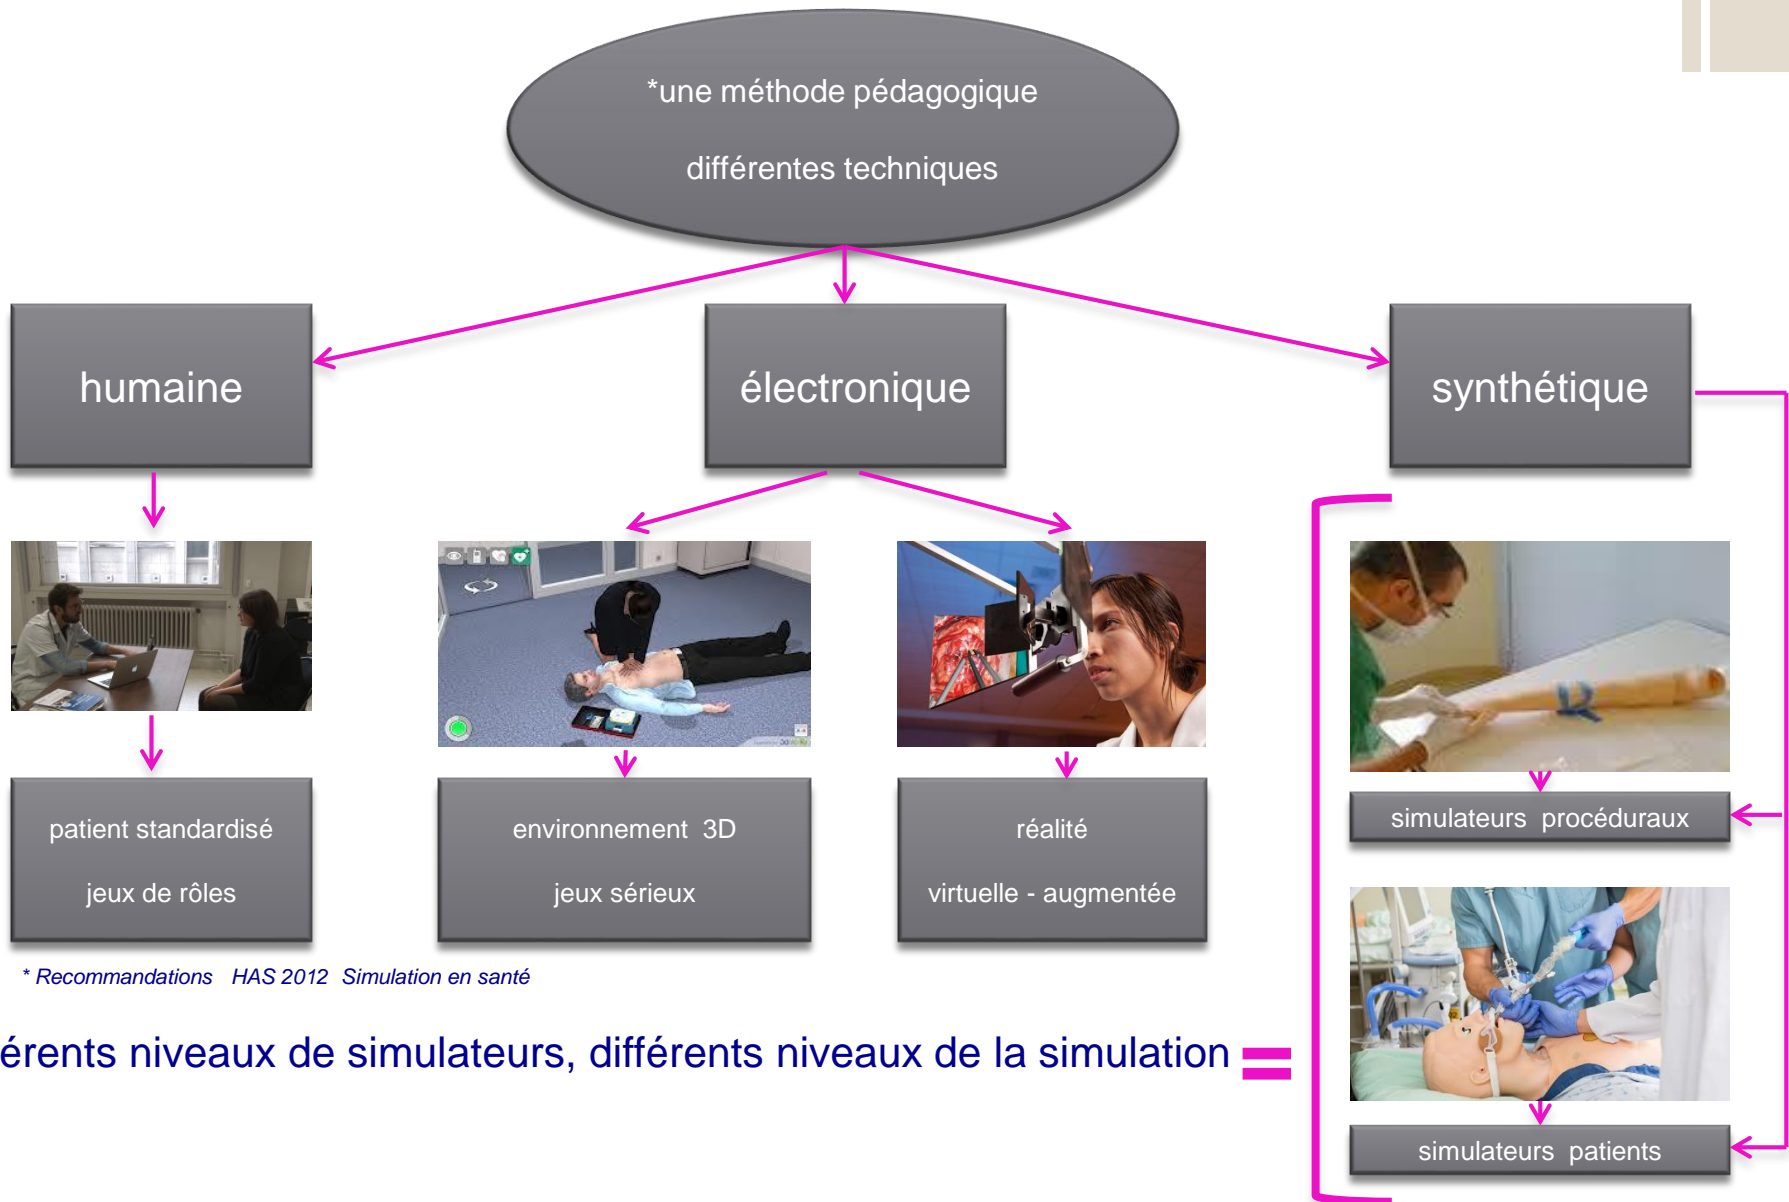 *une méthode pédagogique
différentes techniques
humaine
électronique
synthétique
patient standardisé
jeux de rôles
environnement 3D
jeux sérieux
réalité
virtuelle - augmentée
simulateurs procéduraux
* Recommandations HAS 2012 Simulation en santé
érents niveaux de simulateurs, différents niveaux de la simulation =
simulateurs patients